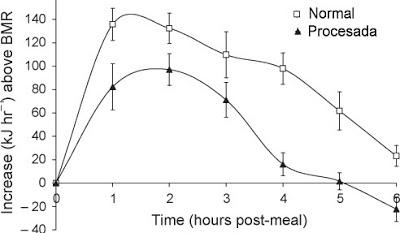 Increase (kJ hr⁻¹) above BMR
140
120
100
80
60
40
20
0
– 20
– 40
Normal
Procesada
0 1 2 3 4 5 6
Time (hours post-meal)